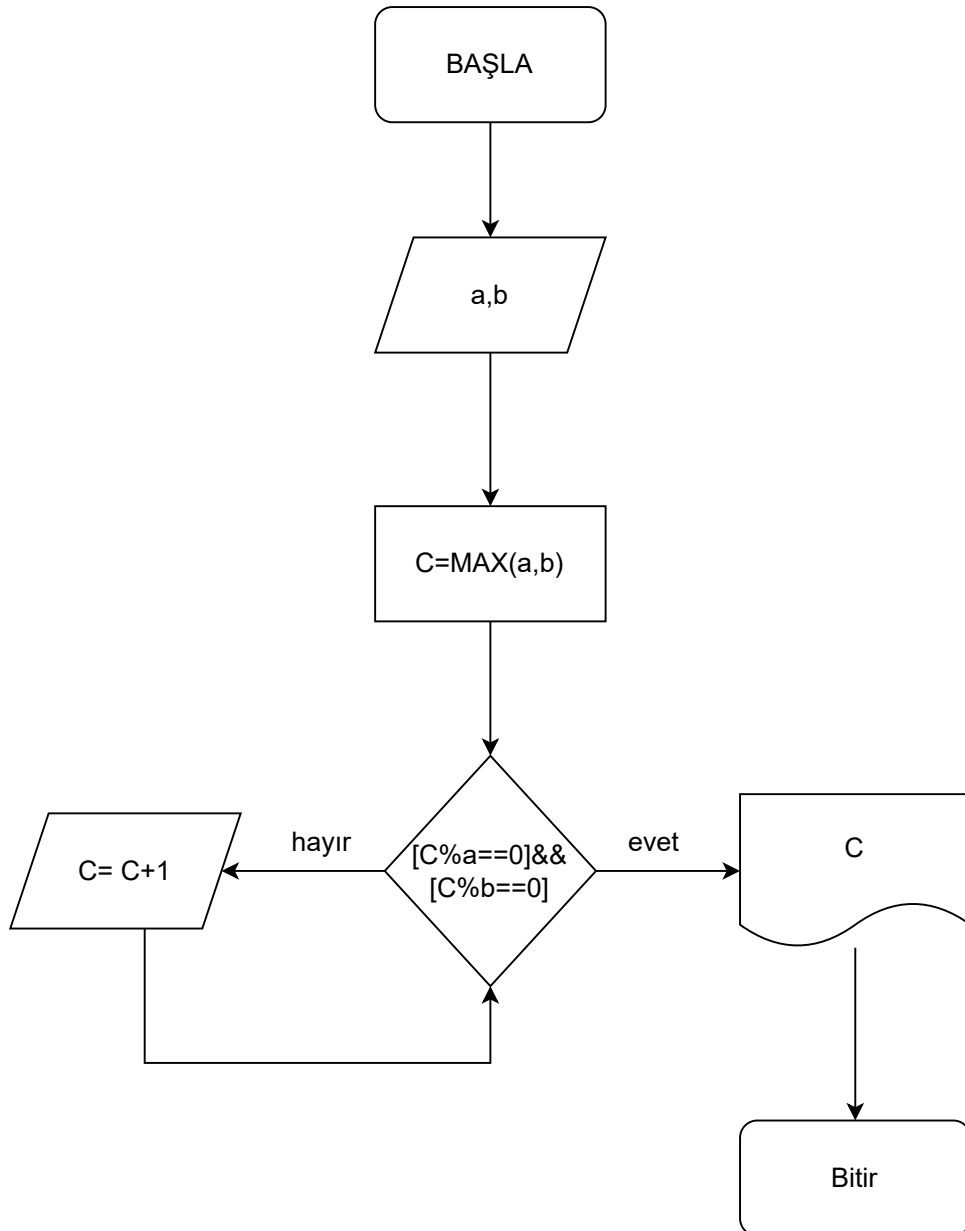 BAŞLA
a,b
C=MAX(a,b)
hayır
[C%a==0]&&
[C%b==0]
evet
C= C+1
C
Bitir